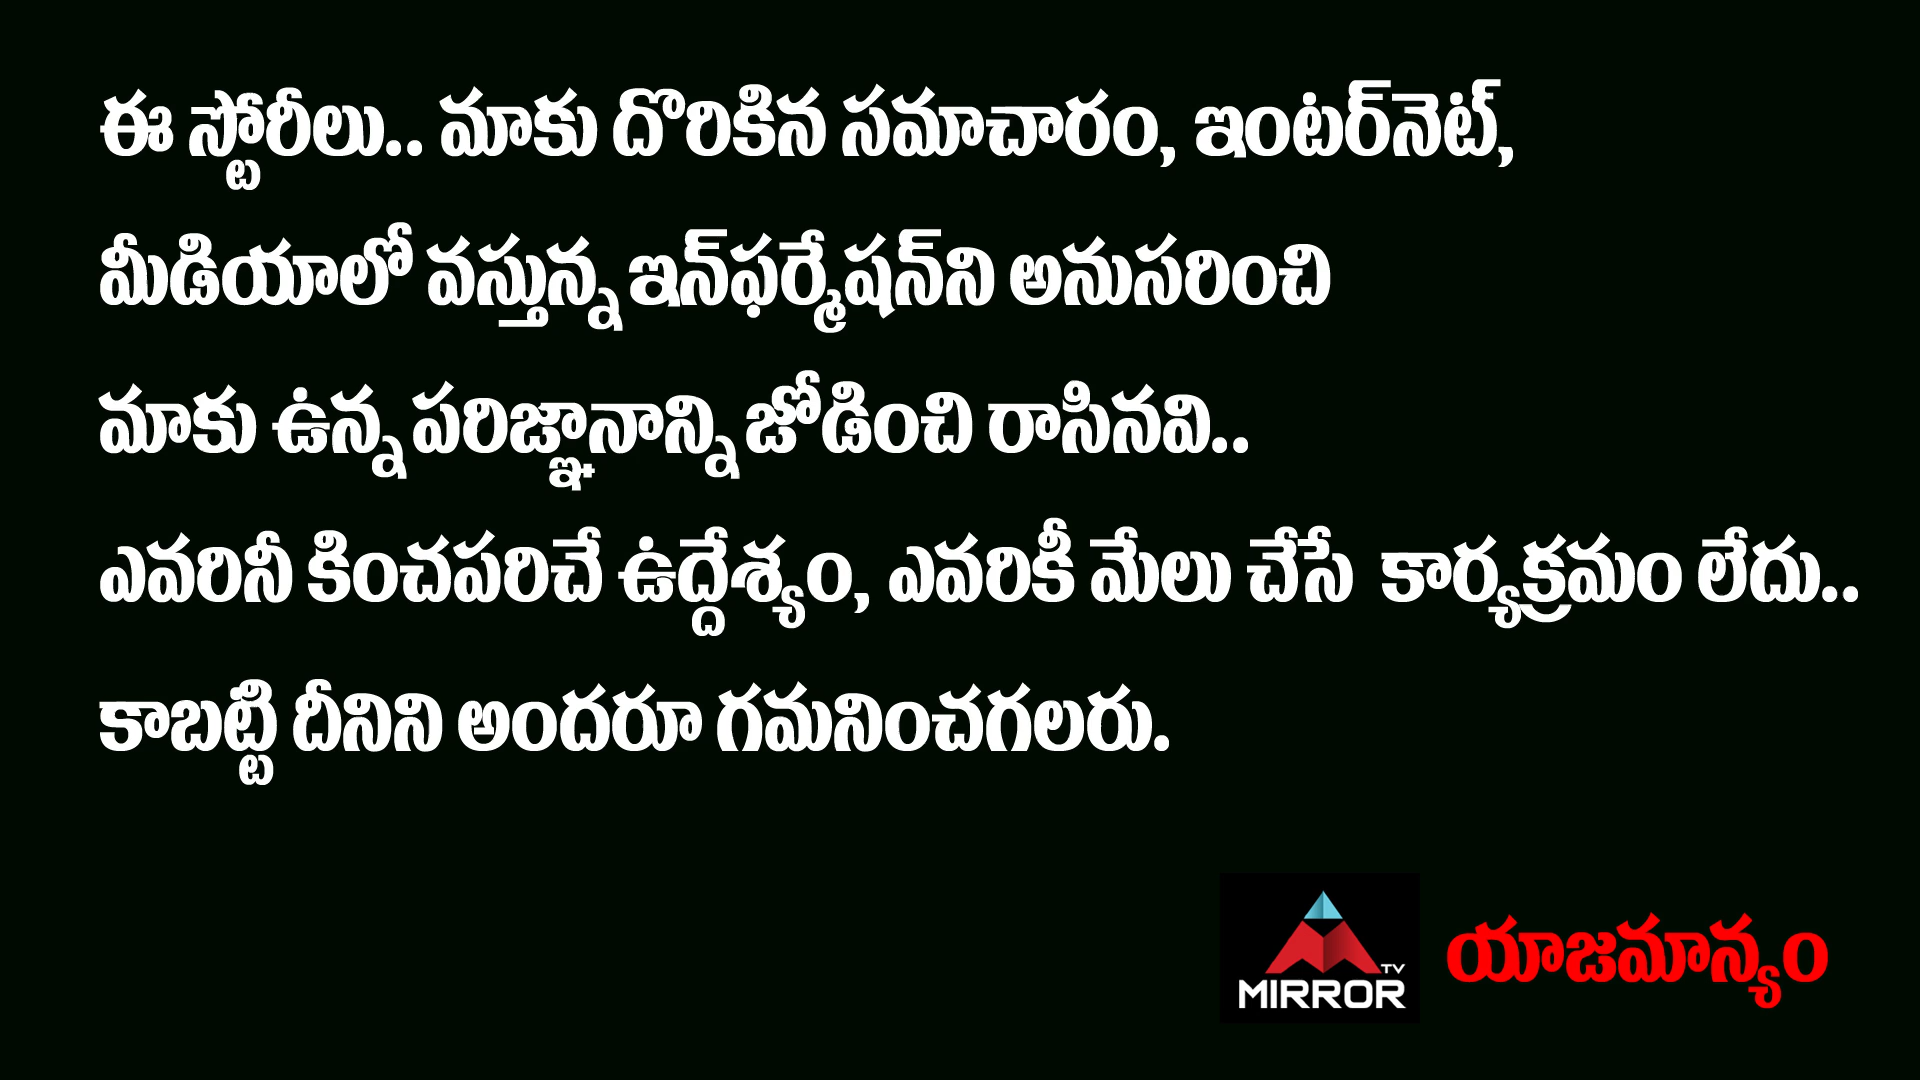 ఈ స్టోరీలు.. మాకు దొరికిన సమాచారం, ఇంటర్‌నెట్,
మీడియాలో వస్తున్న ఇన్‌ఫర్మేషన్‌ని అనుసరించి
మాకు ఉన్న పరిజ్ఞానాన్ని జోడించి రాసినవి..
ఎవరినీ కించపరిచే ఉద్దేశ్యం, ఎవరికీ మేలు చేసే కార్యక్రమం లేదు..
కాబట్టి దీనిని అందరూ గమనించగలరు.
TV
MIRROR
యాజమాన్యం